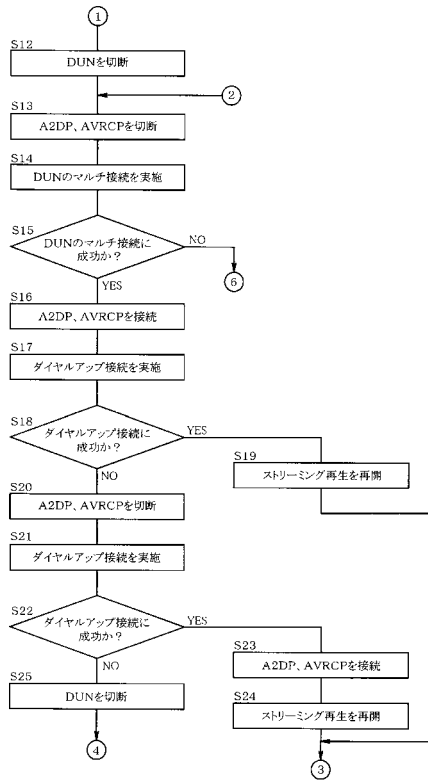 1
S12
DUNを切断
2
S13
A2DP、AVRCPを切断
S14
DUNのマルチ接続を実施
S15
DUNのマルチ接続に
成功か?
NO
6
YES
S16
A2DP、AVRCPを接続
S17
ダイヤルアップ接続を実施
S18
ダイヤルアップ接続に
成功か?
YES
S19
ストリーミング再生を再開
NO
S20
A2DP、AVRCPを切断
S21
ダイヤルアップ接続を実施
S22
ダイヤルアップ接続に
成功か?
YES
S23
A2DP、AVRCPを接続
NO
S25
DUNを切断
S24
ストリーミング再生を再開
4
3